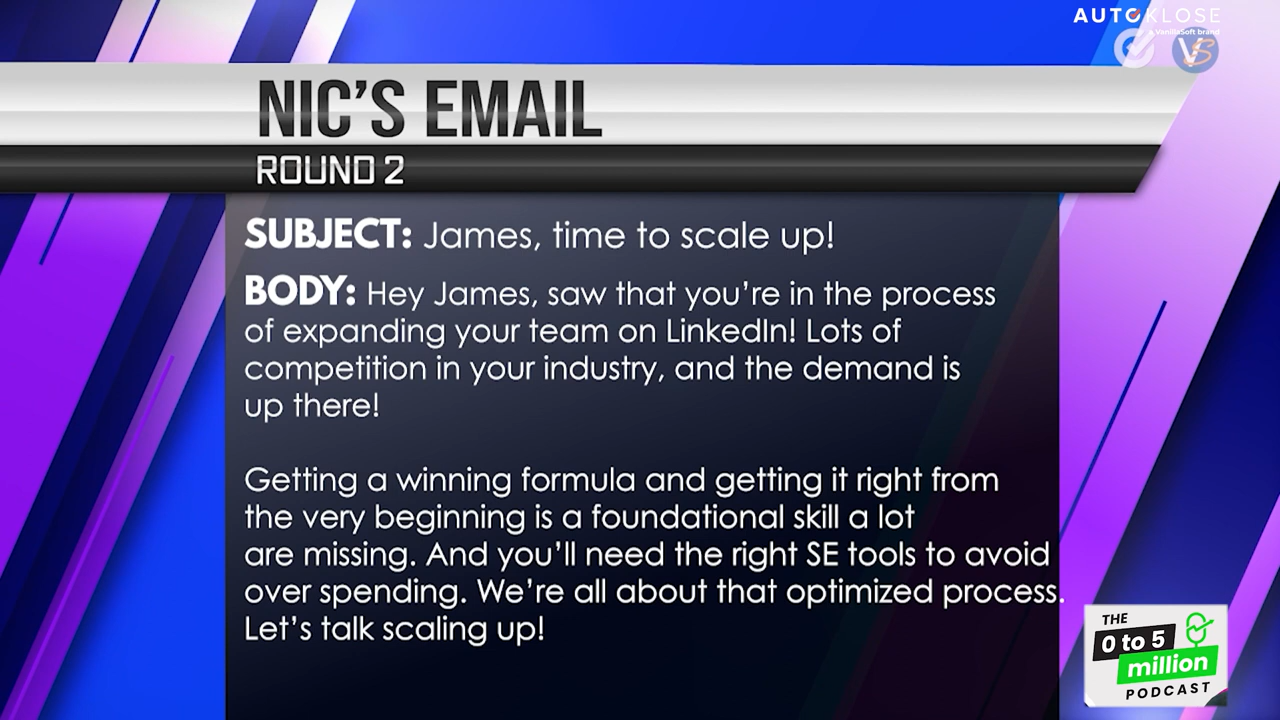 AUTOKLOSE
a VanillaSoft brand
VS
NIC'S EMAIL
ROUND 2
SUBJECT: James, time to scale up!
BODY: Hey James, saw that you're in the process
of expanding your team on LinkedIn! Lots of
competition in your industry, and the demand is
up there!
Getting a winning formula and getting it right from
the very beginning is a foundational skill a lot
are missing. And you'll need the right SE tools to avoid
over spending. We're all about that optimized process.
Let's talk scaling up!
THE
0 to 5
million
PODCAST